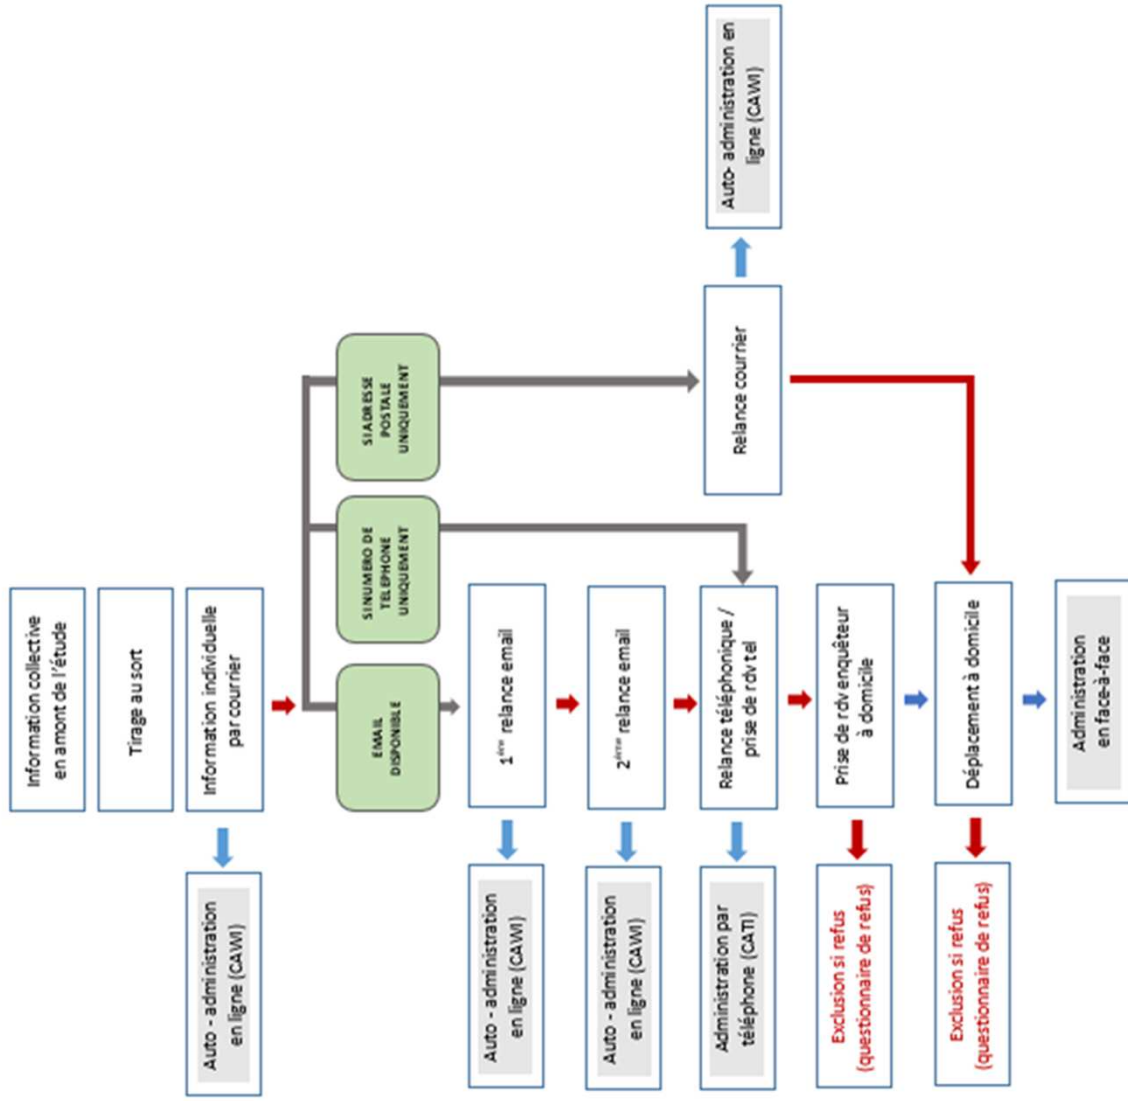 Information collective
en amont de l'étude
Tirage au sort
Information individuelle
par courrier
Auto - administration
en ligne (CAWI)
EMAIL
DISPONIBLE
SI NUMERO DE
TELEPHONE
UNIQUEMENT
SI ADRESSE
POSTALE
UNIQUEMENT
1ère relance email
Auto - administration
en ligne (CAWI)
2ème relance email
Auto - administration
en ligne (CAWI)
Relance téléphonique /
prise de rdv tel
Administration par
téléphone (CATI)
Relance courrier
Auto- administration en
ligne (CAWI)
Prise de rdv enquêteur
à domicile
Exclusion si refus
(questionnaire de refus)
Déplacement à domicile
Exclusion si refus
(questionnaire de refus)
Administration
en face-à-face